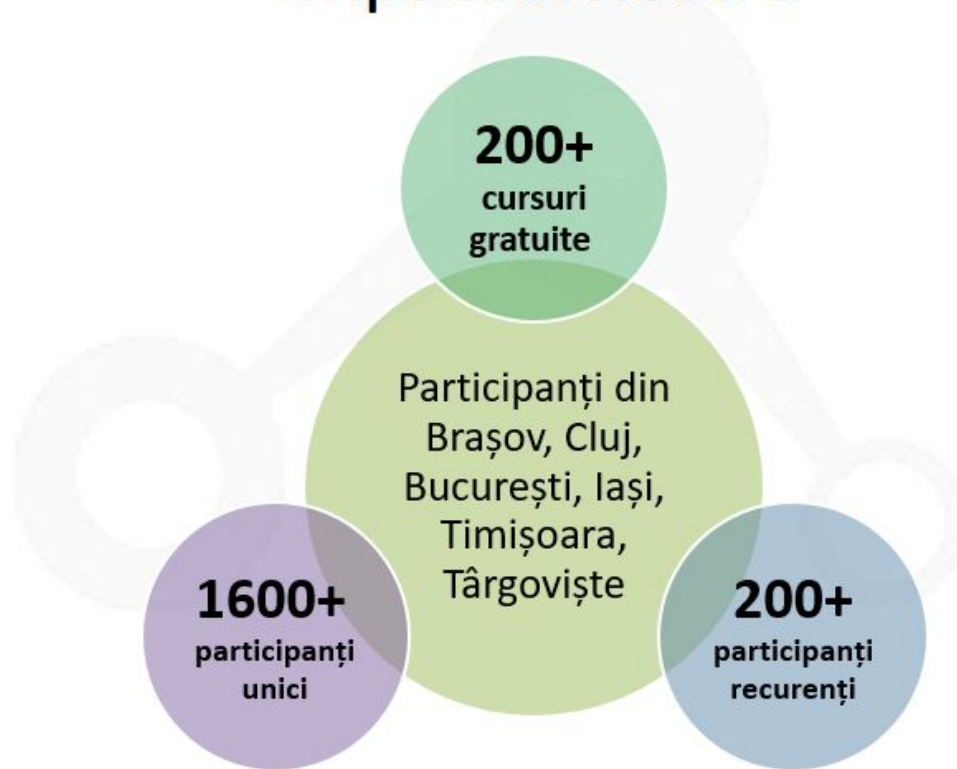 200+
cursuri
gratuite
Participanți din
Brașov, Cluj,
București, Iași,
Timișoara,
Târgoviște
1600+
participanți
unici
200+
participanți
recurenți